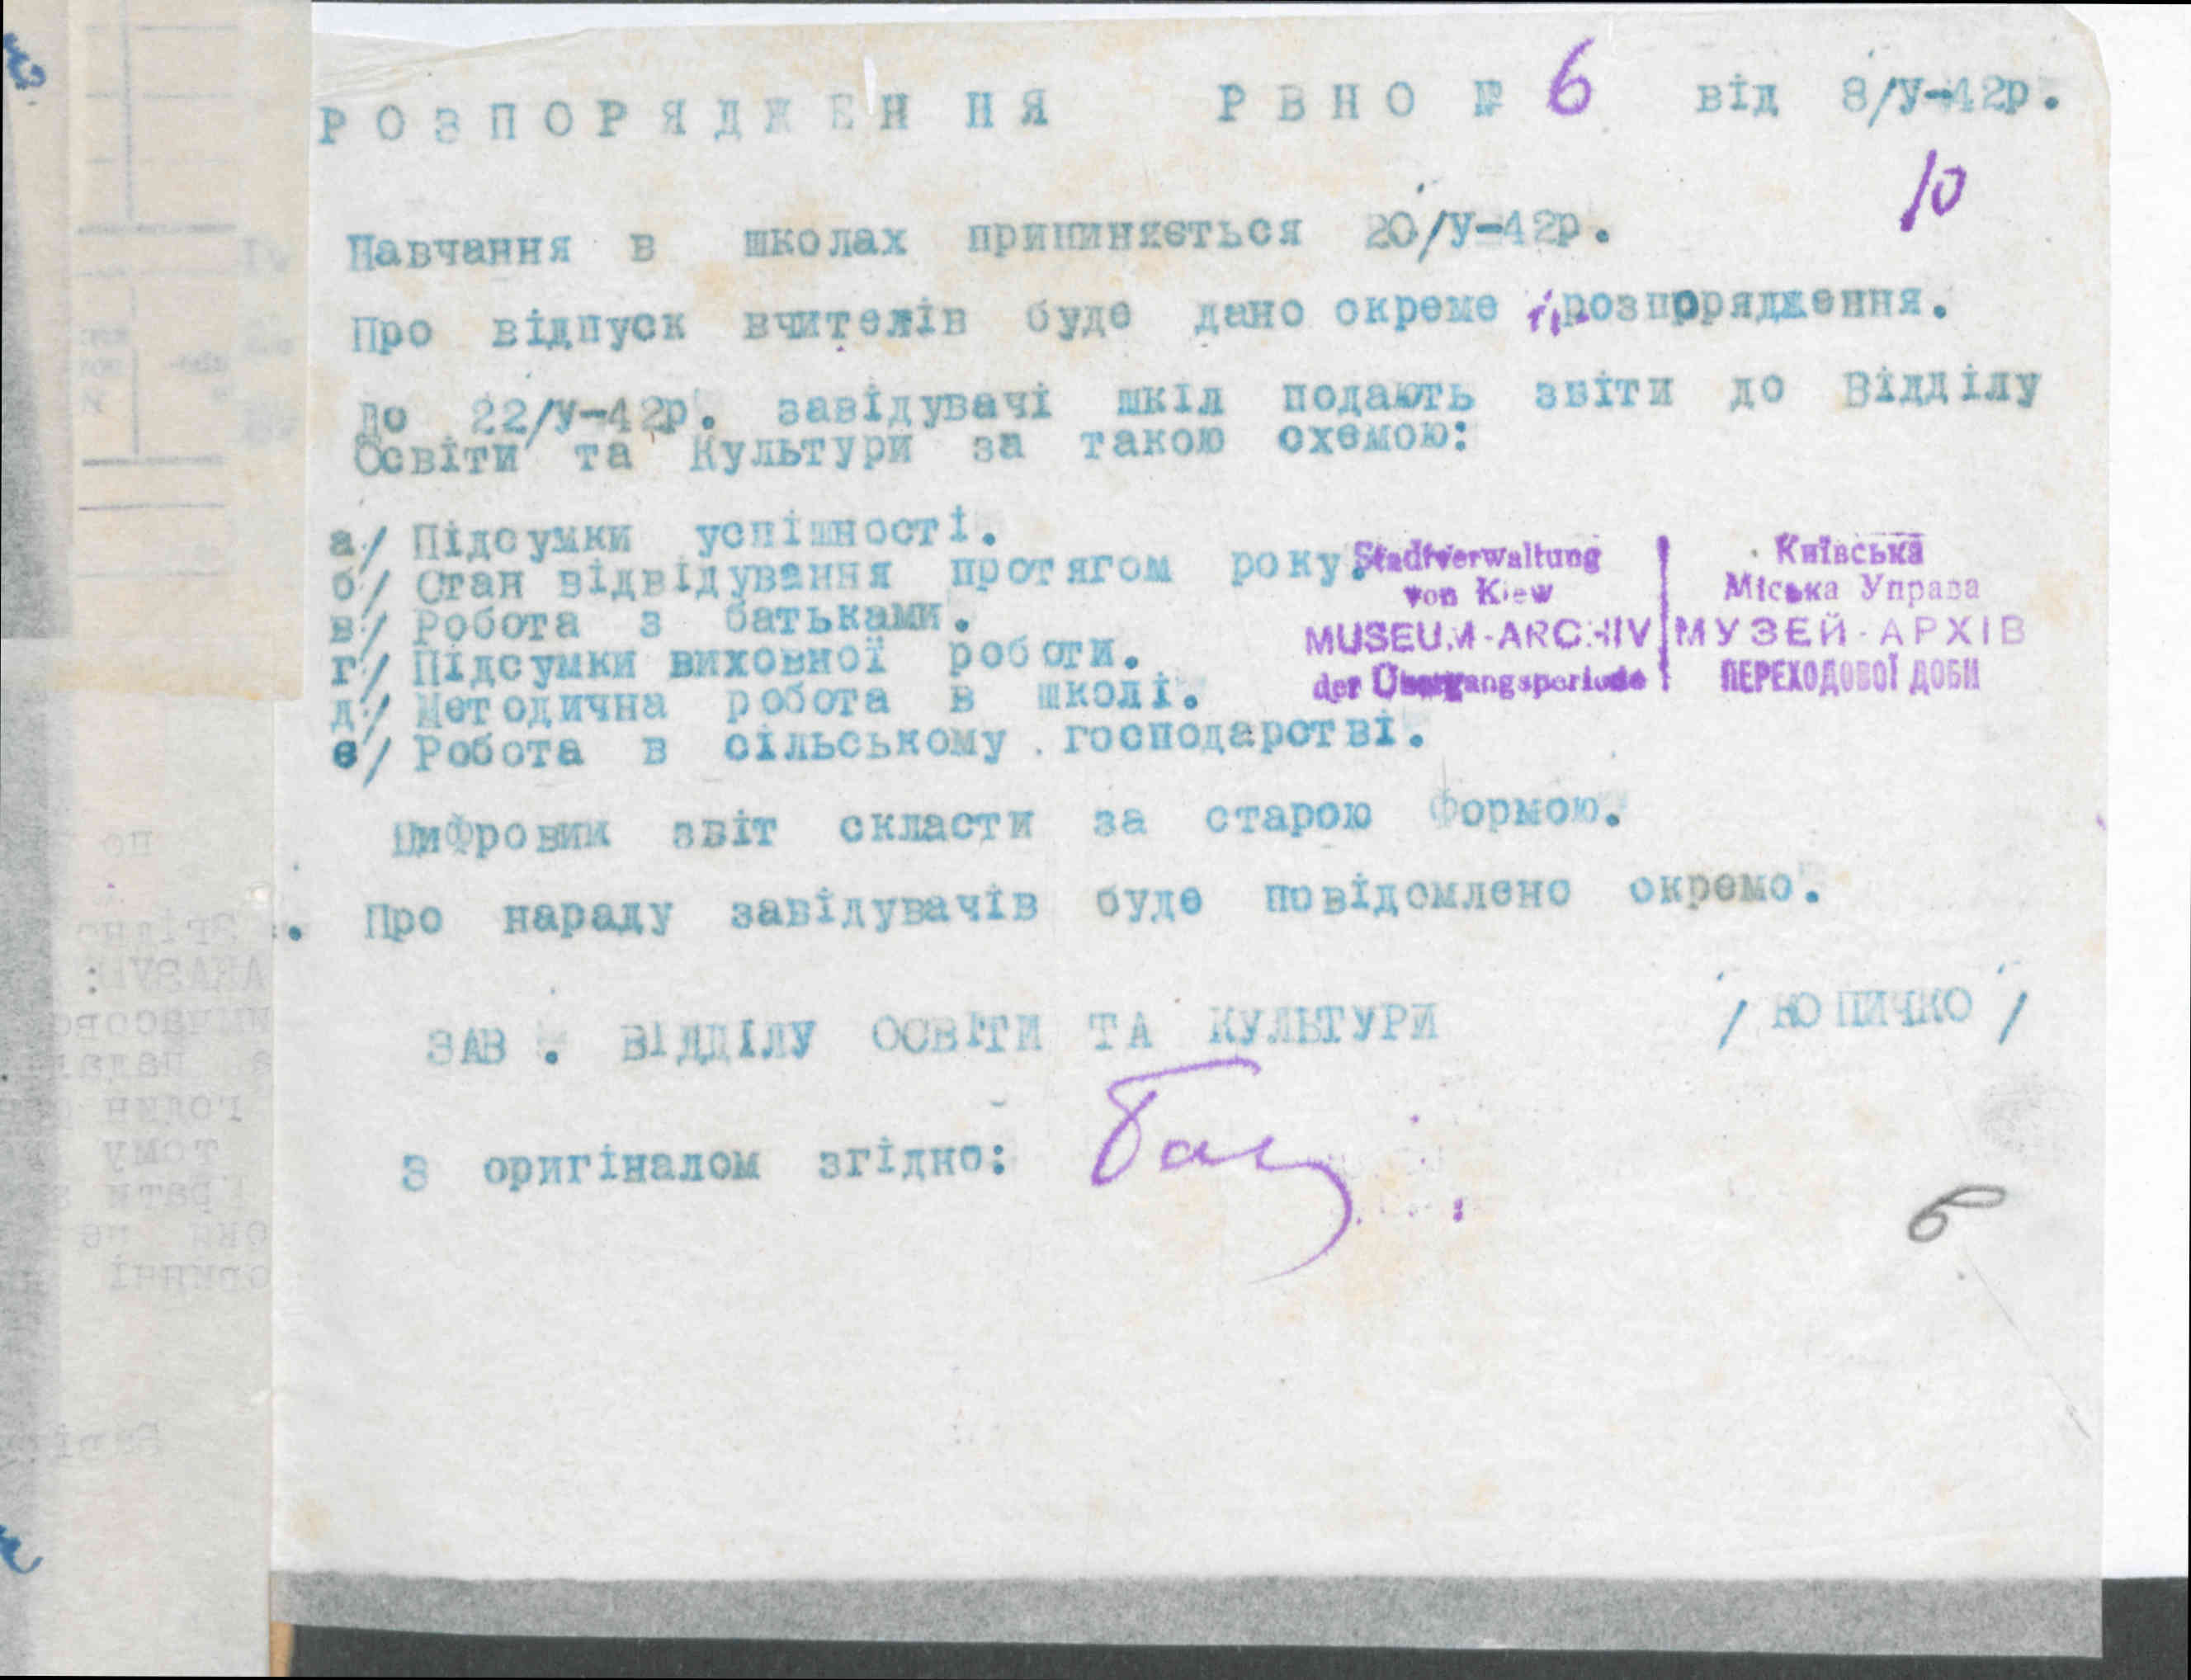 РОЗПОРЯДЖЕННЯ РВНО № 6 від 8/У-42р.
10
Навчання в школах припиняється 20/У-42р.
Про відпуск вчителів буде дано окреме розпорядження.
До 22/У-42р. завідувачі шкіл подають звіти до Відділу
Освіти та Культури за такою схемою:
а/ Підсумки успішності.
б/ Стан відвідування протягом року.
в/ Робота з батьками.
г/ Підсумки виховної роботи.
д/ Методична робота в школі.
е/ Робота в сільському господарстві.
Stadtverwaltung
von Kiew
MUSEUM-ARCHIV
der Übergangsperiode
Київська
Міська Управа
МУЗЕЙ-АРХІВ
ПЕРЕХОДОВОЇ ДОБИ
Цифровий звіт скласти за старою формою.
Про нараду завідувачів буде повідомлено окремо.
ЗАВ. ВІДДІЛУ ОСВІТИ ТА КУЛЬТУРИ /КОПИЧКО/
З оригіналом згідно:
6